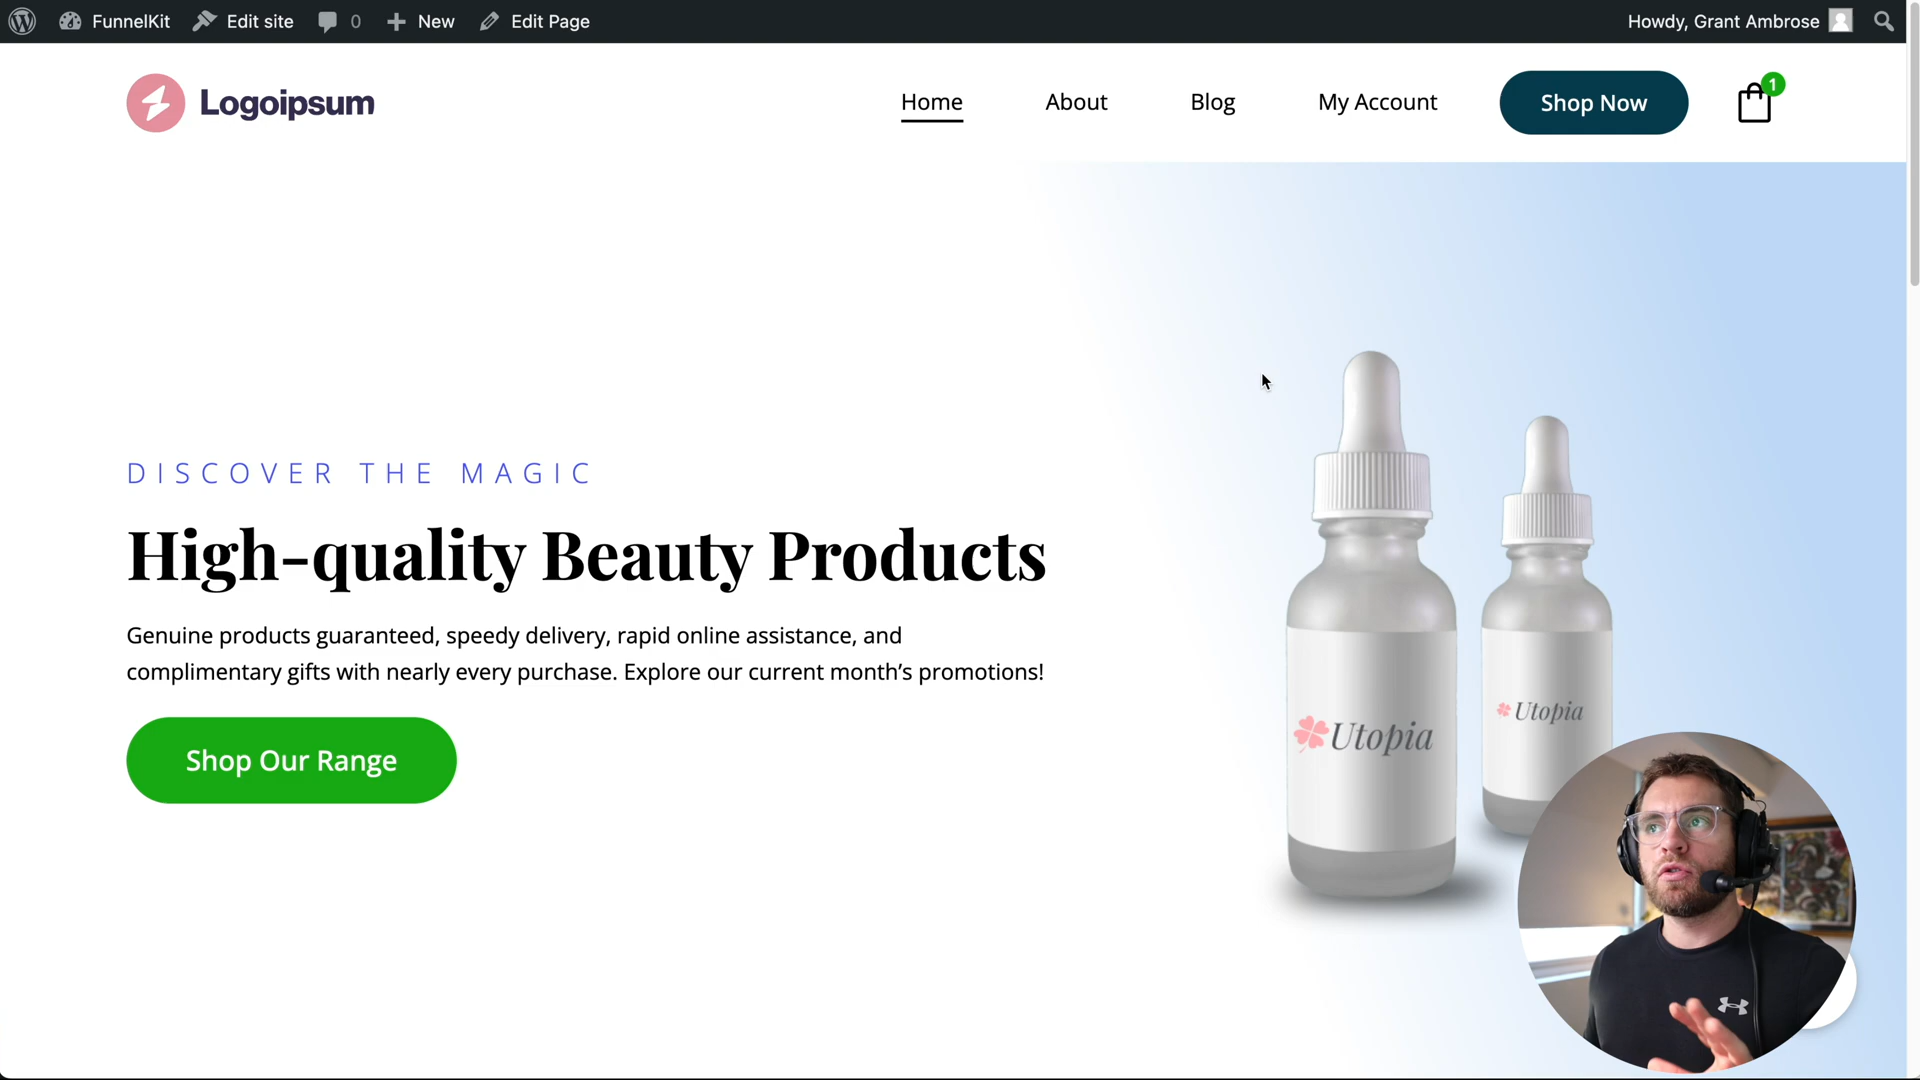 FunnelKit Edit site 0 New Edit Page Howdy, Grant Ambrose
Logoipsum Home About Blog My Account Shop Now 1
DISCOVER THE MAGIC
High-quality Beauty Products
Genuine products guaranteed, speedy delivery, rapid online assistance, and
complimentary gifts with nearly every purchase. Explore our current month’s promotions!
Shop Our Range
Utopia
Utopia